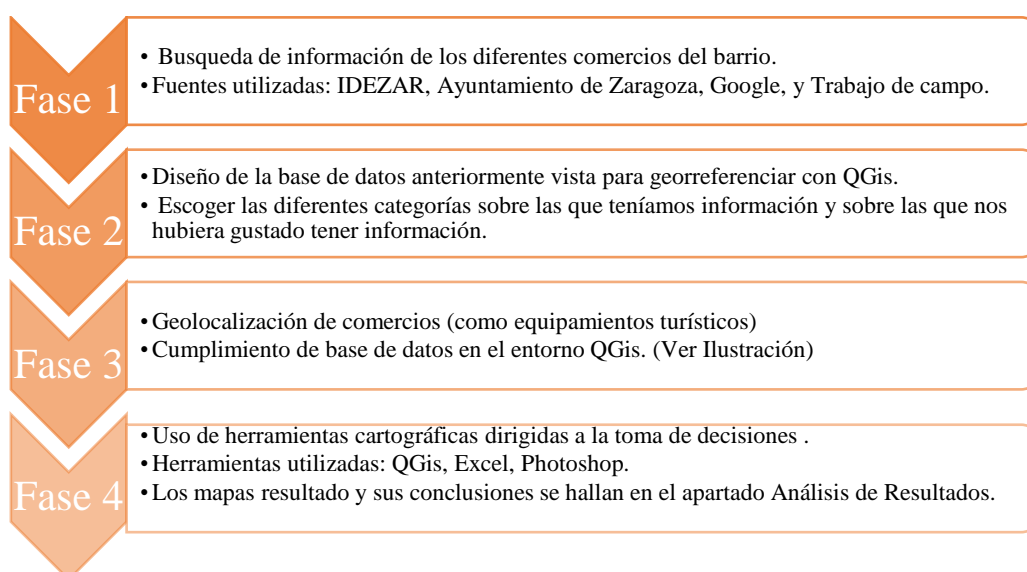 Fase 1
• Busqueda de información de los diferentes comercios del barrio.
• Fuentes utilizadas: IDEZAR, Ayuntamiento de Zaragoza, Google, y Trabajo de campo.
Fase 2
• Diseño de la base de datos anteriormente vista para georreferenciar con QGis.
• Escoger las diferentes categorías sobre las que teníamos información y sobre las que nos
hubiera gustado tener información.
Fase 3
• Geolocalización de comercios (como equipamientos turísticos)
• Cumplimiento de base de datos en el entorno QGis. (Ver Ilustración)
Fase 4
• Uso de herramientas cartográficas dirigidas a la toma de decisiones .
• Herramientas utilizadas: QGis, Excel, Photoshop.
• Los mapas resultado y sus conclusiones se hallan en el apartado Análisis de Resultados.